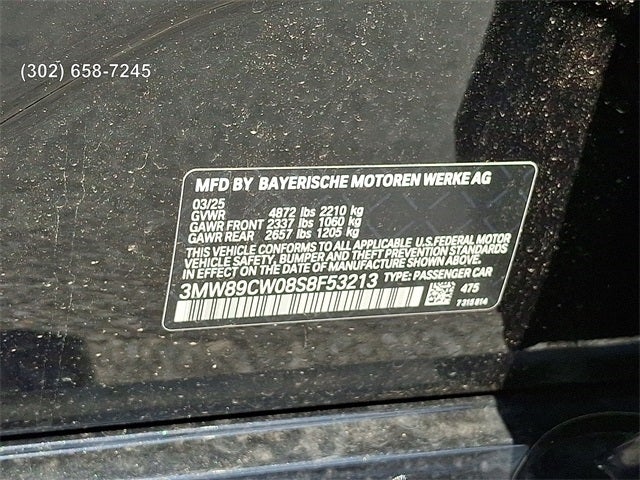 (302) 658-7245
MFD BY BAYERISCHE MOTOREN WERKE AG
03/25
GVWR 4872 lbs 2210 kg
GAWR FRONT 2337 lbs 1060 kg
GAWR REAR 2657 lbs 1205 kg
THIS VEHICLE CONFORMS TO ALL APPLICABLE U.S.FEDERAL MOTOR
VEHICLE SAFETY, BUMPER AND THEFT PREVENTION STANDARDS
IN EFFECT ON THE DATE OF MANUFACTURE SHOWN ABOVE.
3MW89CW08S8F53213 TYPE: PASSENGER CAR
475
7315814